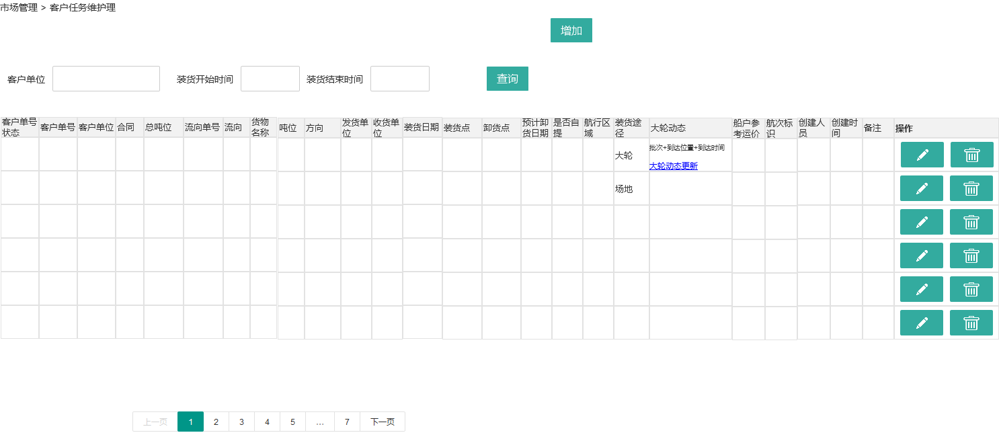 市场管理 > 客户任务维护理
增加
客户单位
装货开始时间
装货结束时间
查询
客户单号状态
客户单号
客户单位
合同
总吨位
流向单号
流向
货物名称
吨位
方向
发货单位
收货单位
装货日期
装货点
卸货点
预计卸货日期
是否自提
航行区域
装货途径
大轮动态
船户参考运价
航次标识
创建人员
创建时间
备注
操作
大轮
批次+到达位置+到达时间
大轮动态更新
场地
上一页 1 2 3 4 5 … 7 下一页